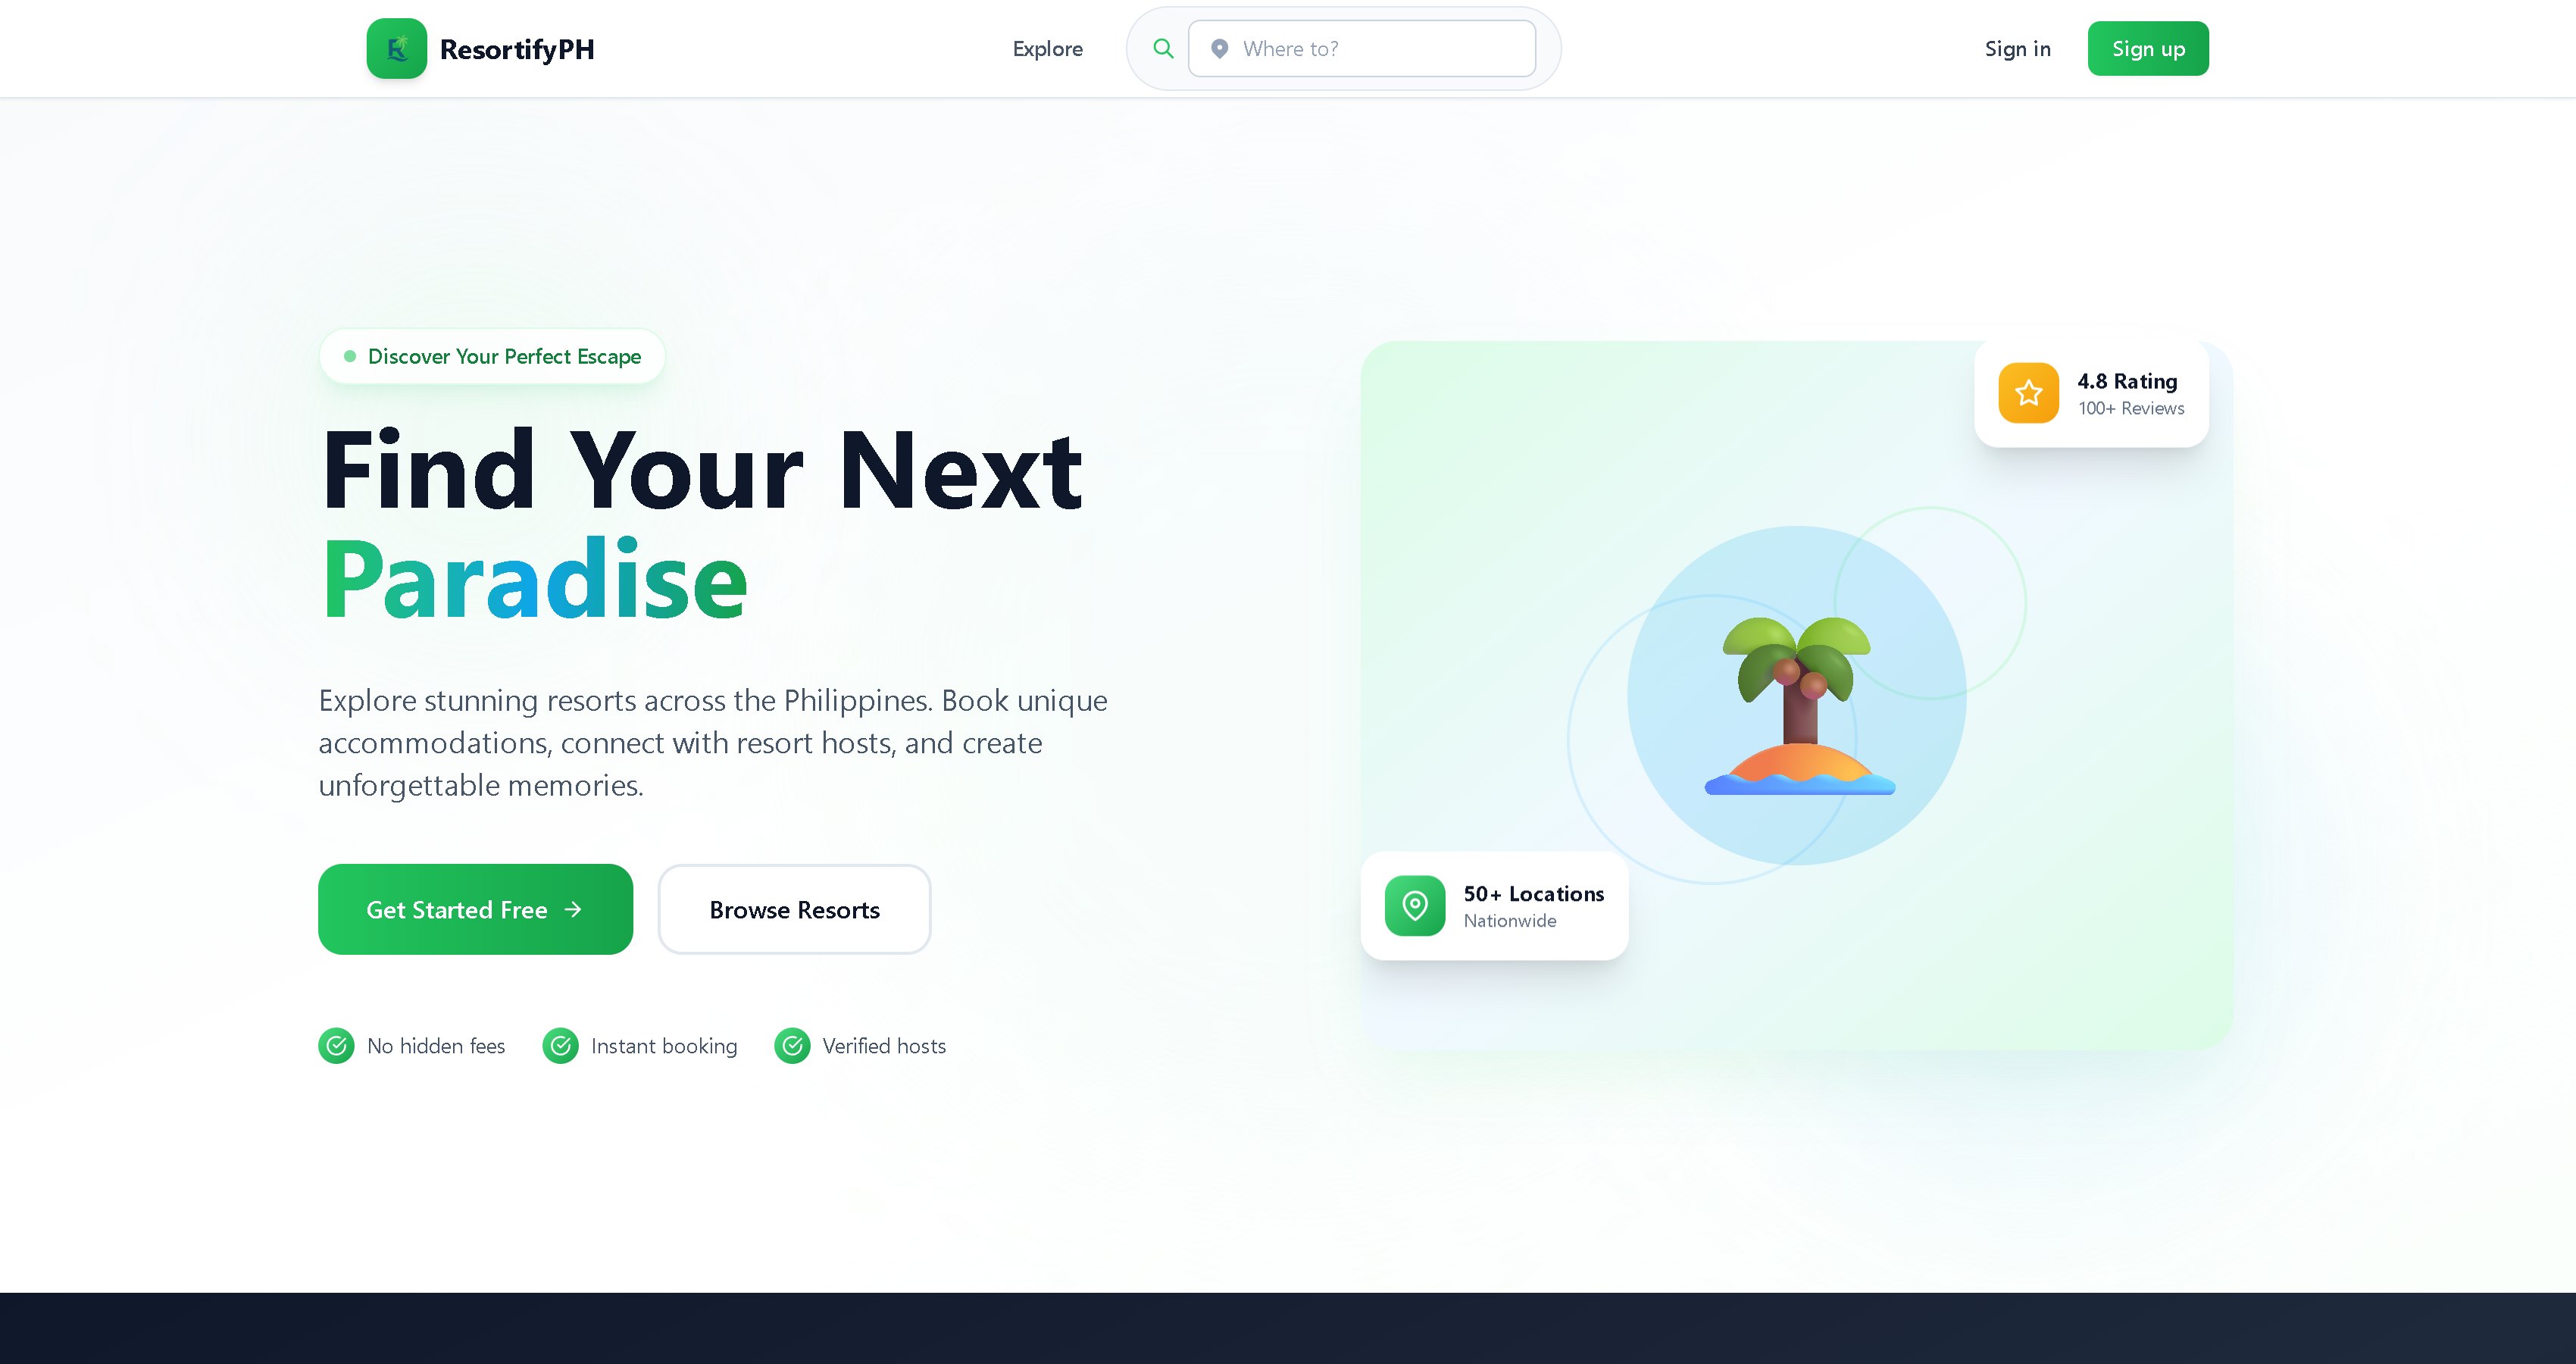 ResortifyPH
Explore
Where to?
Sign in
Sign up
Discover Your Perfect Escape
Find Your Next
Paradise
Explore stunning resorts across the Philippines. Book unique
accommodations, connect with resort hosts, and create
unforgettable memories.
Get Started Free
Browse Resorts
No hidden fees
Instant booking
Verified hosts
4.8 Rating
100+ Reviews
50+ Locations
Nationwide